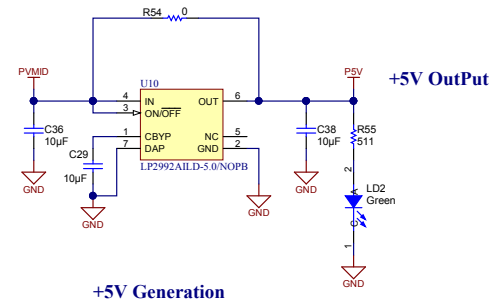 R54 0
PVMID
P5V
+5V OutPut
U10
4 IN OUT 6
3 ON/OFF
C36
10µF
1 CBYP NC 5
7 DAP GND 2
C29
10µF
LP2992AILD-5.0/NOPB
C38
10µF
R55
511
2
A
LD2
Green
C
1
GND
GND
GND
GND
GND
+5V Generation